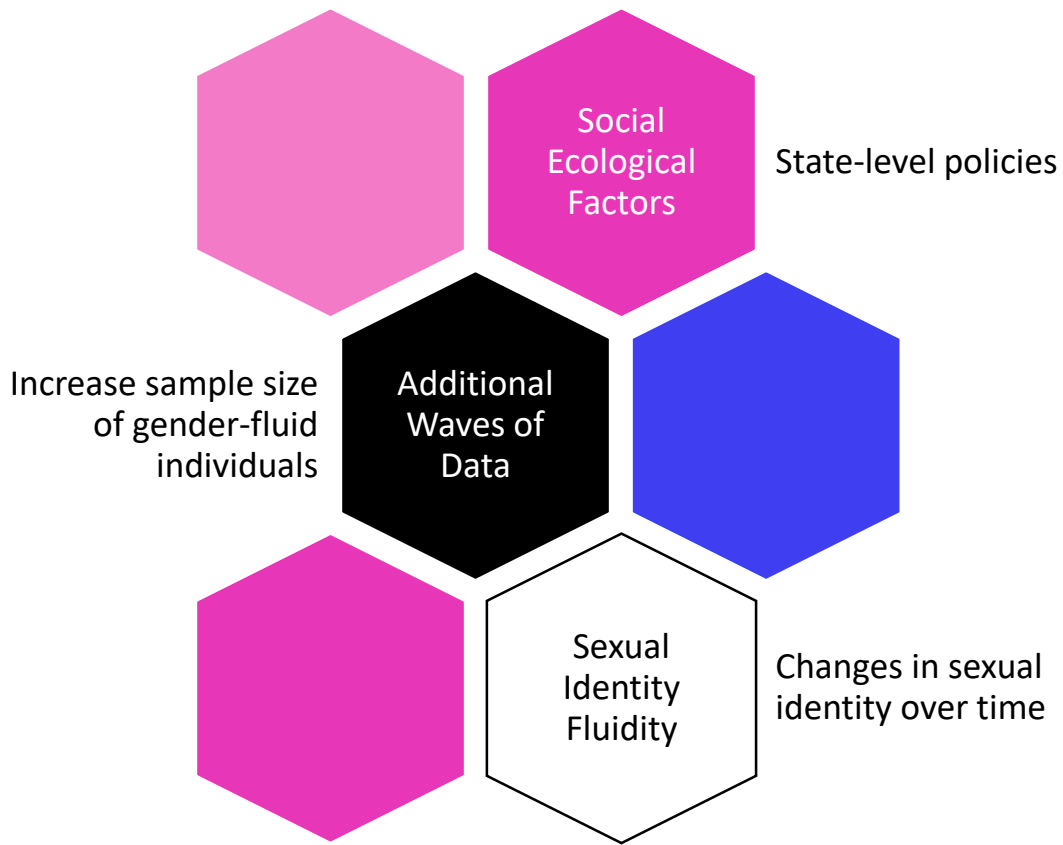 Social
Ecological
Factors
State-level policies
Increase sample size
of gender-fluid
individuals
Additional
Waves of
Data
Sexual
Identity
Fluidity
Changes in sexual
identity over time